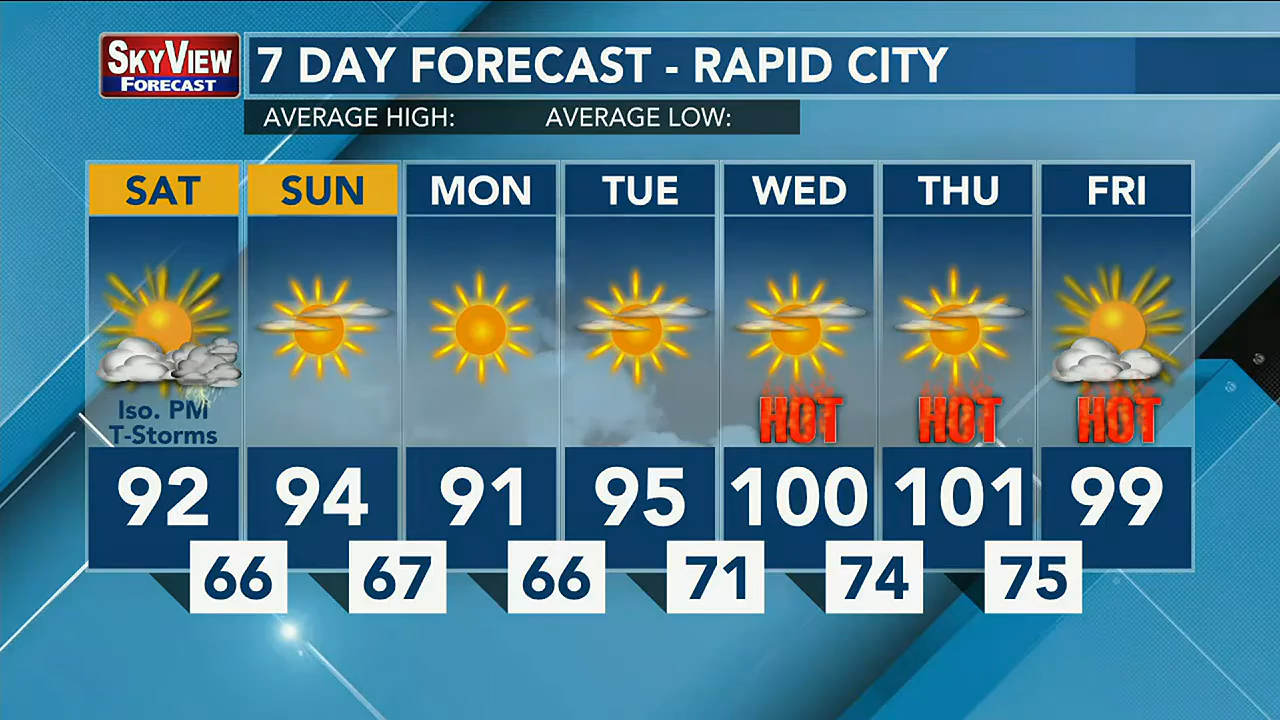 SKYVIEW
FORECAST
7 DAY FORECAST - RAPID CITY
AVERAGE HIGH: AVERAGE LOW:
SAT SUN MON TUE WED THU FRI
HOT HOT HOT
Iso. PM
T-Storms
92 94 91 95 100 101 99
66 67 66 71 74 75